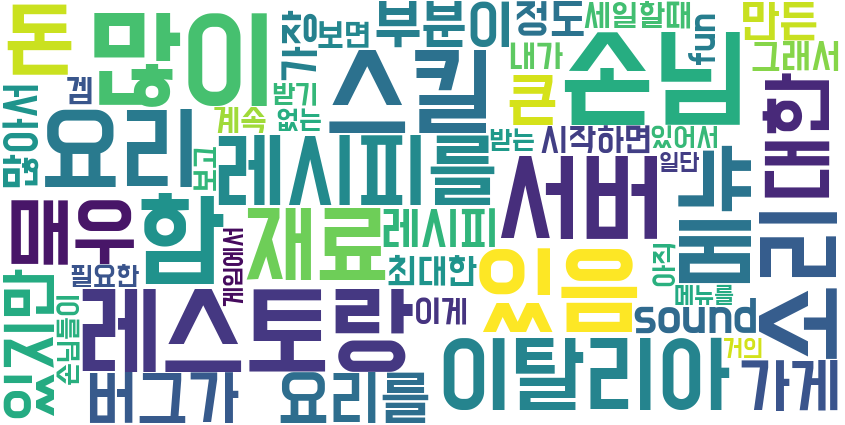 돈
많이
가장
보면
부분이
정도
세일할때
내가
fun
만든
그래서
겜
받기
스킬
큰
손님
많아서
요리
계속
없는
보고
레시피를
받는
시작하면
있어서
일단
대한
서버
매우
함
재료
레시피
게임에서
최대한
필요한
있음
아직
메뉴를
요리
있지만
손님들이
레스토랑
이게
sound
거의
버그가
요리를
이탈리아
가게